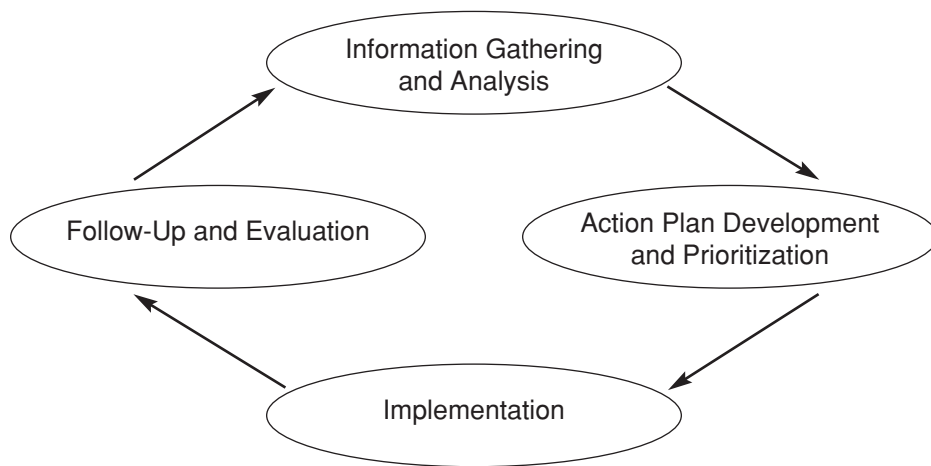 Information Gathering
and Analysis
Follow-Up and Evaluation
Action Plan Development
and Prioritization
Implementation